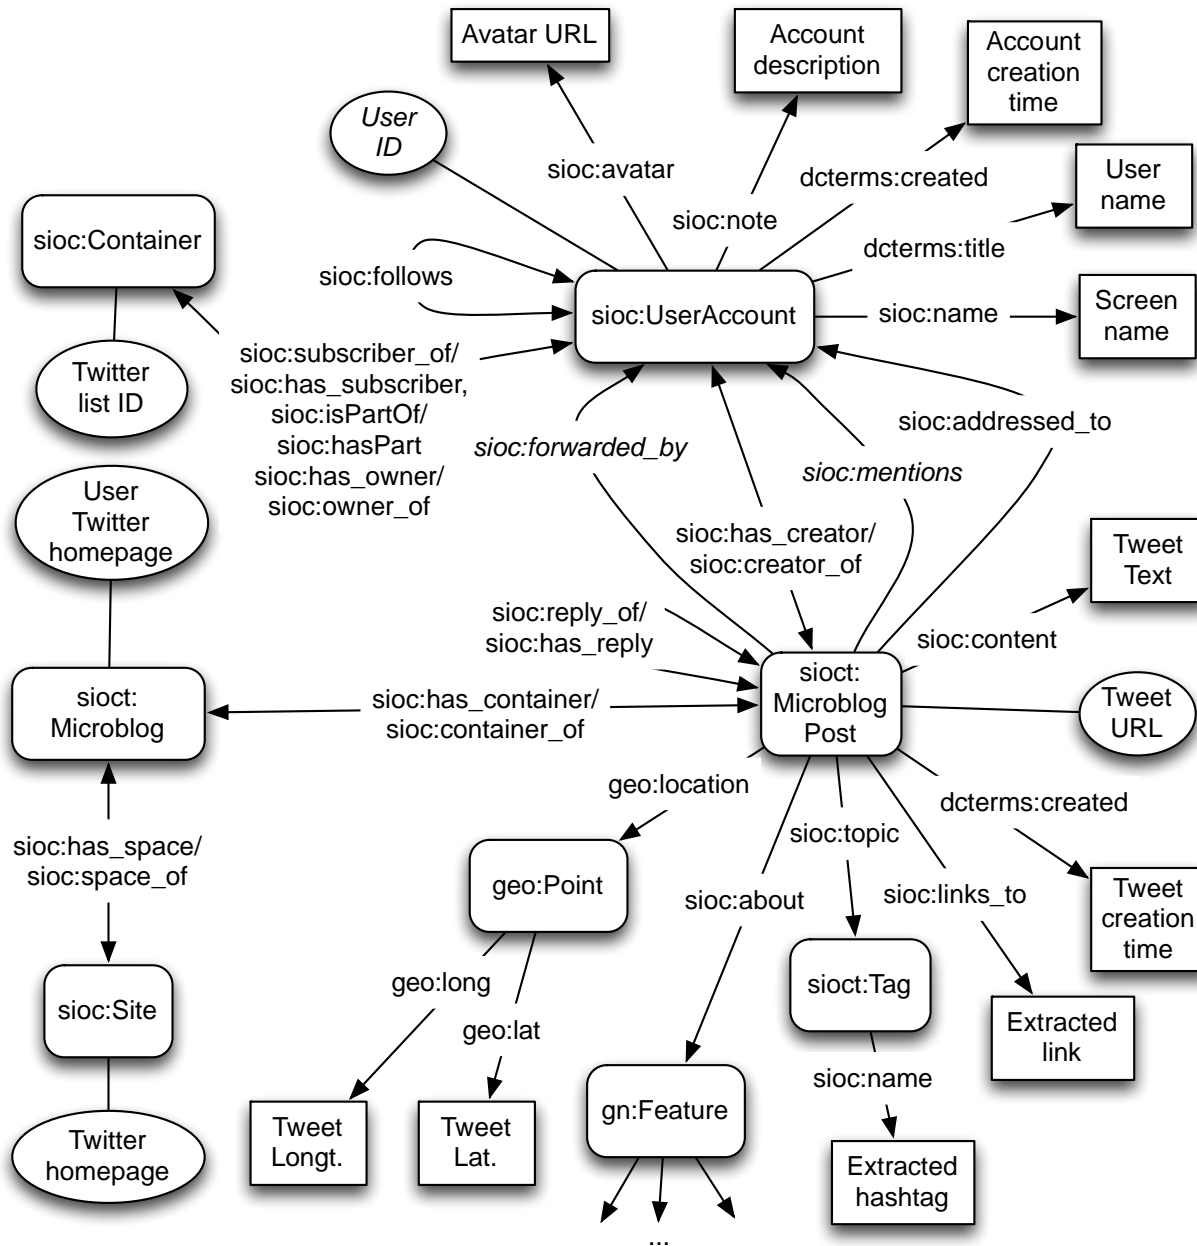 Avatar URL
Account
description
Account
creation
time
User
ID
sioc:avatar
dcterms:created
User
name
sioc:note
sioc:Container
dcterms:title
sioc:follows
sioc:UserAccount
sioc:name
Screen
name
Twitter
list ID
sioc:subscriber_of/
sioc:has_subscriber,
sioc:isPartOf/
sioc:hasPart
sioc:has_owner/
sioc:owner_of
sioc:forwarded_by
sioc:mentions
sioc:addressed_to
User
Twitter
homepage
sioc:has_creator/
sioc:creator_of
Tweet
Text
sioc:reply_of/
sioc:has_reply
sioc:content
sioct:
Microblog
sioc:has_container/
sioc:container_of
sioct:
Microblog
Post
Tweet
URL
geo:location
dcterms:created
sioc:topic
sioc:has_space/
sioc:space_of
geo:Point
sioc:about
sioc:links_to
Tweet
creation
time
geo:long
sioct:Tag
sioc:Site
geo:lat
Extracted
link
sioc:name
gn:Feature
Twitter
homepage
Tweet
Longt.
Tweet
Lat.
Extracted
hashtag
...